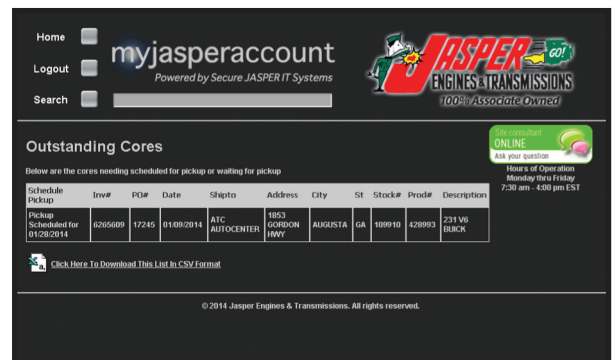 Home
Logout
Search
myjasperaccount
Powered by Secure JASPER IT Systems
JASPER GO!
ENGINES & TRANSMISSIONS
100% Associate Owned
Outstanding Cores
Below are the cores needing scheduled for pickup or waiting for pickup
Site consultant
ONLINE
Ask your question
Hours of Operation
Monday thru Friday
7:30 am - 4:00 pm EST
Schedule Pickup Inv# PO# Date Shipto Address City St Stock# Prod# Description
Pickup Scheduled for 01/28/2014 6265609 17245 01/09/2014 ATC AUTOCENTER 1853 GORDON HWY AUGUSTA GA 109910 428993 231 V6 BUICK
Click Here To Download This List In CSV Format
© 2014 Jasper Engines & Transmissions. All rights reserved.